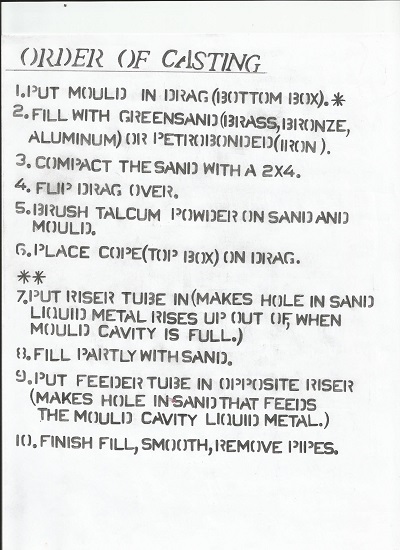 ORDER OF CASTING
1. PUT MOULD IN DRAG (BOTTOM BOX). *
2. FILL WITH GREENSAND (BRASS, BRONZE,
ALUMINUM) OR PETROBONDED (IRON).
3. COMPACT THE SAND WITH A 2X4.
4. FLIP DRAG OVER.
5. BRUSH TALCUM POWDER ON SAND AND
MOULD.
6. PLACE COPE (TOP BOX) ON DRAG.
**
7. PUT RISER TUBE IN (MAKES HOLE IN SAND
LIQUID METAL RISES UP OUT OF, WHEN
MOULD CAVITY IS FULL.)
8. FILL PARTLY WITH SAND.
9. PUT FEEDER TUBE IN OPPOSITE RISER
(MAKES HOLE IN SAND THAT FEEDS
THE MOULD CAVITY LIQUID METAL.)
10. FINISH FILL, SMOOTH, REMOVE PIPES.